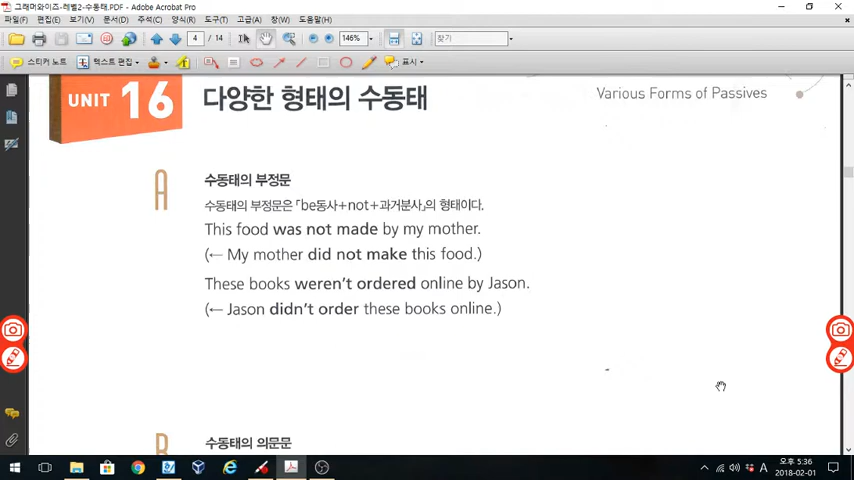 그래머와이즈-레벨2-수동태.PDF - Adobe Acrobat Pro
파일(F) 편집(E) 보기(V) 문서(D) 주석(C) 양식(R) 도구(T) 고급(A) 창(W) 도움말(H)
4 / 14 146% 찾기
스티커 노트 텍스트 편집 표시
UNIT 16 다양한 형태의 수동태 Various Forms of Passives
A 수동태의 부정문
수동태의 부정문은 「be동사+not+과거분사」의 형태이다.
This food was not made by my mother.
(← My mother did not make this food.)
These books weren't ordered online by Jason.
(← Jason didn't order these books online.)
B 수동태의 의문문
A 오후 5:36
2018-02-01